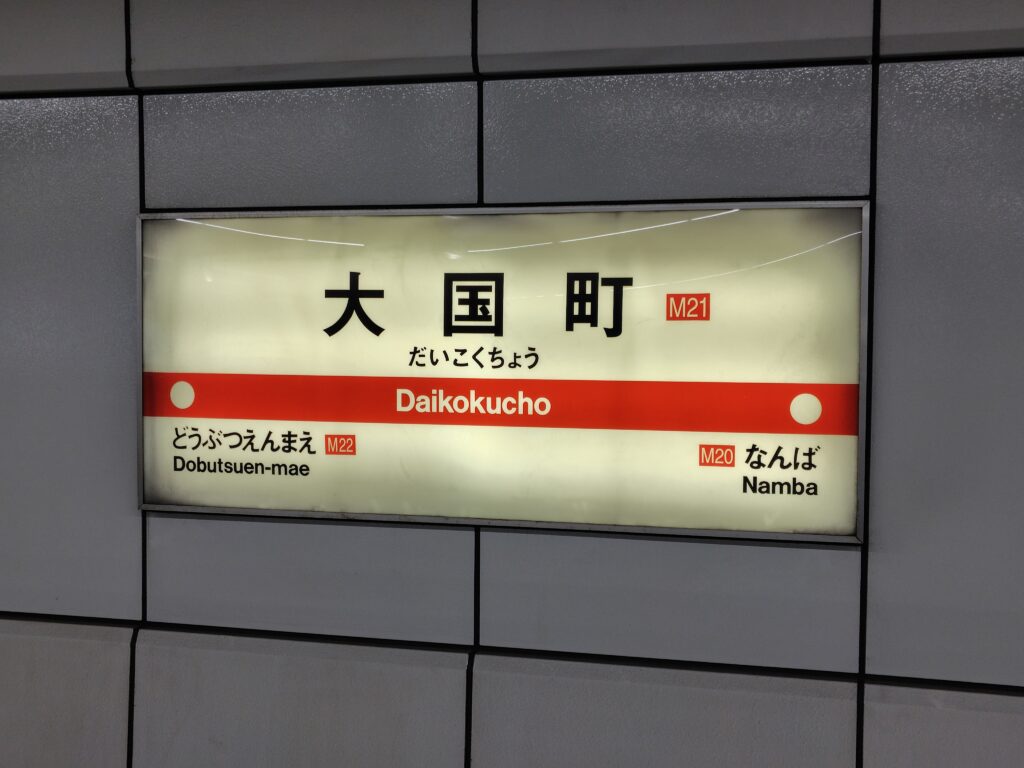 大国町 M21
だいこくちょう
Daikokucho
どうぶつえんまえ M22
Dobutsuen-mae
M20 なんば
Namba